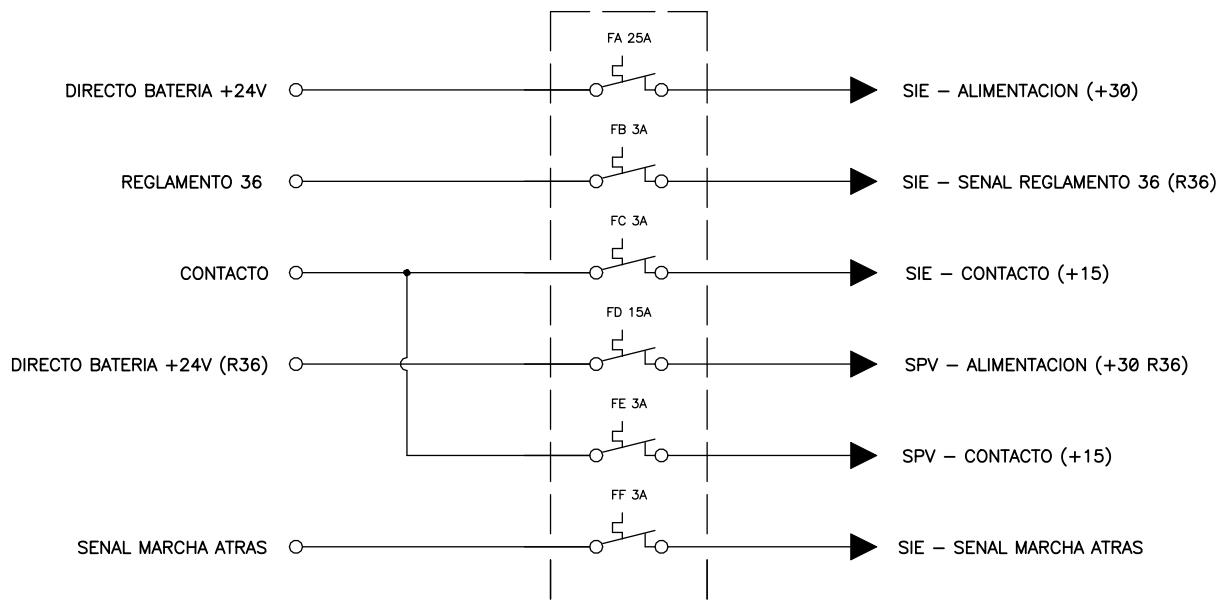 FA 25A
DIRECTO BATERIA +24V
SIE – ALIMENTACION (+30)
FB 3A
REGLAMENTO 36
SIE – SENAL REGLAMENTO 36 (R36)
FC 3A
CONTACTO
SIE – CONTACTO (+15)
FD 15A
DIRECTO BATERIA +24V (R36)
SPV – ALIMENTACION (+30 R36)
FE 3A
SPV – CONTACTO (+15)
FF 3A
SENAL MARCHA ATRAS
SIE – SENAL MARCHA ATRAS